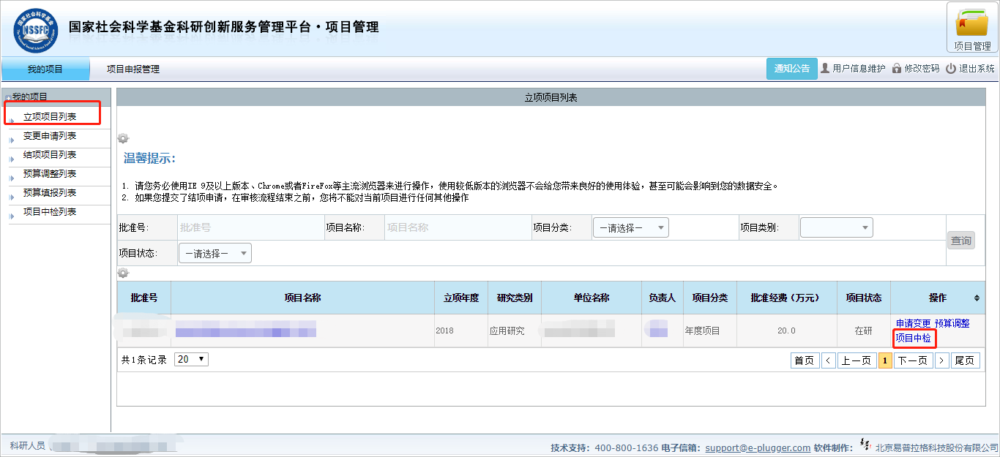 国家社会科学基金
NSSFC
国家社会科学基金科研创新服务管理平台·项目管理
项目管理
我的项目
项目申报管理
通知公告
用户信息维护
修改密码
退出系统
我的项目
立项项目列表
变更申请列表
结项项目列表
预算调整列表
预算填报列表
项目中检列表
立项项目列表
温馨提示：
1. 请您务必使用IE 9及以上版本、Chrome或者FireFox等主流浏览器来进行操作，使用较低版本的浏览器不会给您带来良好的使用体验，甚至可能会影响到您的数据安全。
2. 如果您提交了结项申请，在审核流程结束之前，您将不能对当前项目进行任何其他操作
批准号： 批准号 项目名称： 项目名称 项目分类： —请选择— 项目类别：
查询
项目状态： —请选择—
批准号 项目名称 立项年度 研究类别 单位名称 负责人 项目分类 批准经费（万元） 项目状态 操作
2018 应用研究 年度项目 20.0 在研 申请变更 预算调整
项目中检
共1条记录 20 首页 < 上一页 1 下一页 > 尾页
科研人员
技术支持：400-800-1636 电子信箱：support@e-plugger.com 软件制作： 北京易普拉格科技股份有限公司